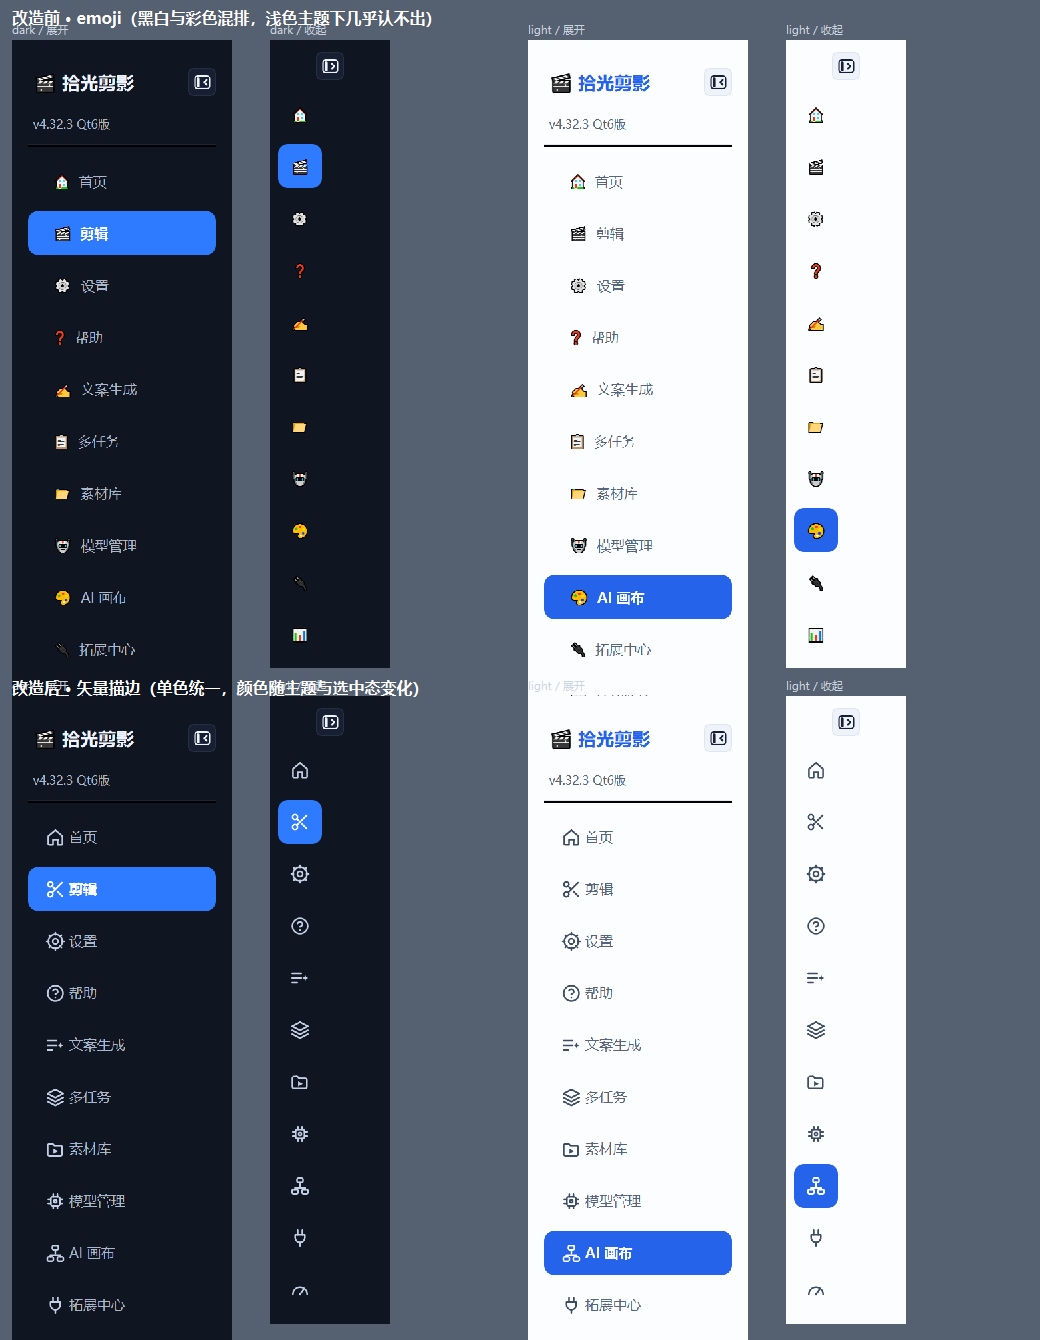 改造前 • emoji（黑白与彩色混排，浅色主题下几乎认不出）
dark / 展开
dark / 收起
light / 展开
light / 收起
拾光剪影
v4.32.3 Qt6版
首页
剪辑
设置
帮助
文案生成
多任务
素材库
模型管理
AI 画布
拓展中心
拾光剪影
v4.32.3 Qt6版
首页
剪辑
设置
帮助
文案生成
多任务
素材库
模型管理
AI 画布
拓展中心
改造后 • 矢量描边（单色统一，颜色随主题与选中态变化）
light / 展开
light / 收起
拾光剪影
v4.32.3 Qt6版
首页
剪辑
设置
帮助
文案生成
多任务
素材库
模型管理
AI 画布
拓展中心
拾光剪影
v4.32.3 Qt6版
首页
剪辑
设置
帮助
文案生成
多任务
素材库
模型管理
AI 画布
拓展中心